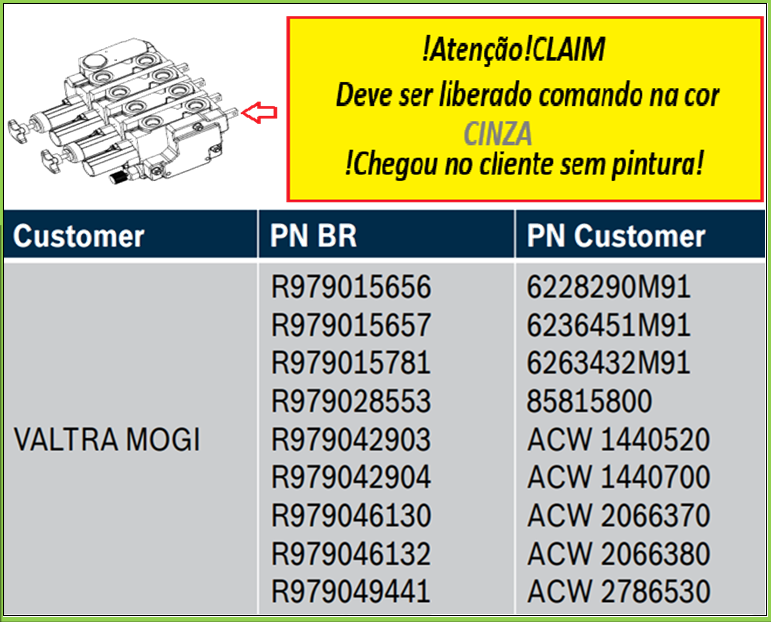 !Atenção!CLAIM
Deve ser liberado comando na cor
CINZA
!Chegou no cliente sem pintura!
Customer PN BR PN Customer
R979015656 6228290M91
R979015657 6236451M91
R979015781 6263432M91
R979028553 85815800
VALTRA MOGI R979042903 ACW 1440520
R979042904 ACW 1440700
R979046130 ACW 2066370
R979046132 ACW 2066380
R979049441 ACW 2786530